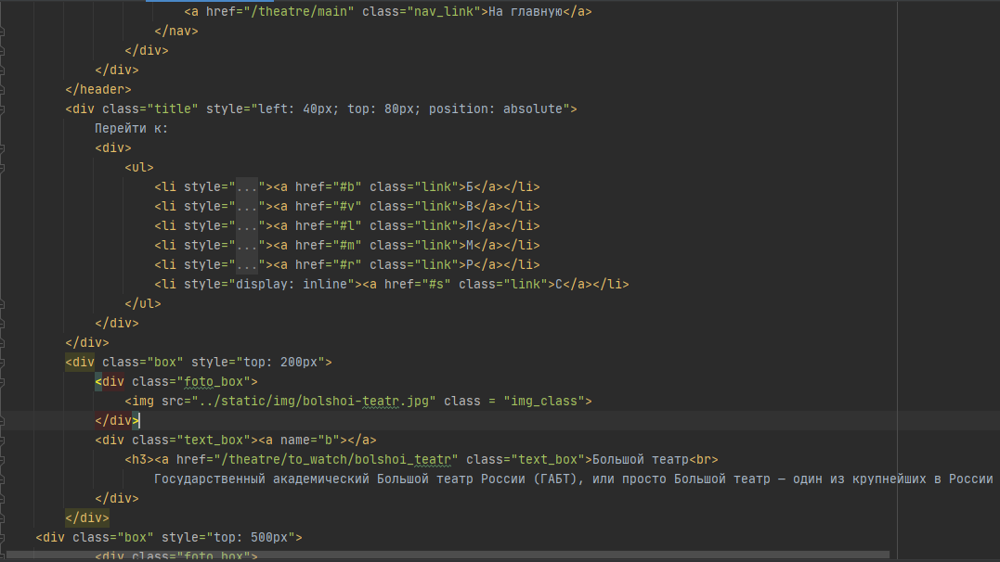 <a href="/theatre/main" class="nav_link">На главную</a>
</nav>
</div>
</div>
</header>
<div class="title" style="left: 40px; top: 80px; position: absolute">
Перейти к:
<div>
<ul>
<li style="..."><a href="#b" class="link">Б</a></li>
<li style="..."><a href="#v" class="link">В</a></li>
<li style="..."><a href="#l" class="link">Л</a></li>
<li style="..."><a href="#m" class="link">М</a></li>
<li style="..."><a href="#r" class="link">Р</a></li>
<li style="display: inline"><a href="#s" class="link">С</a></li>
</ul>
</div>
</div>
<div class="box" style="top: 200px">
<div class="foto_box">
<img src="../static/img/bolshoi-teatr.jpg" class = "img_class">
</div>
<div class="text_box"><a name="b"></a>
<h3><a href="/theatre/to_watch/bolshoi_teatr" class="text_box">Большой театр<br>
Государственный академический Большой театр России (ГАБТ), или просто Большой театр — один из крупнейших в России
</div>
</div>
<div class="box" style="top: 500px">
<div class="foto_box">